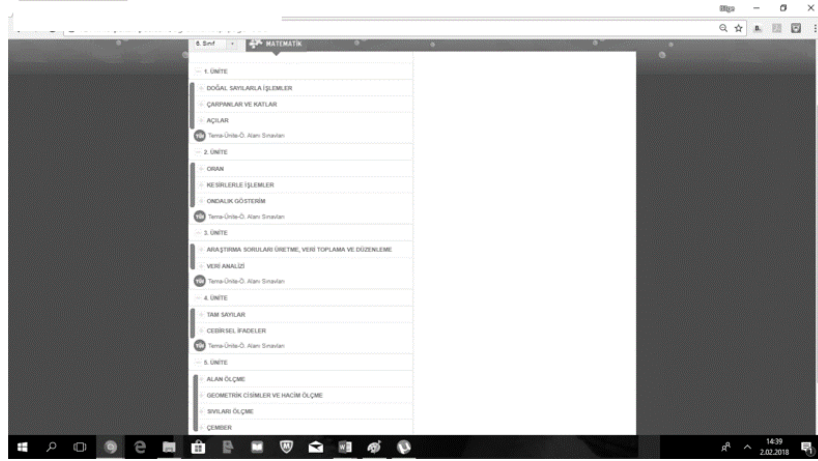 Bilge
6. Sınıf MATEMATİK
1. ÜNİTE
DOĞAL SAYILARLA İŞLEMLER
ÇARPANLAR VE KATLAR
AÇILAR
Tema-Ünite-Ö. Alanı Sınavları
2. ÜNİTE
ORAN
KESİRLERLE İŞLEMLER
ONDALIK GÖSTERİM
Tema-Ünite-Ö. Alanı Sınavları
3. ÜNİTE
ARAŞTIRMA SORULARI ÜRETME, VERİ TOPLAMA VE DÜZENLEME
VERİ ANALİZİ
Tema-Ünite-Ö. Alanı Sınavları
4. ÜNİTE
TAM SAYILAR
CEBİRSEL İFADELER
Tema-Ünite-Ö. Alanı Sınavları
5. ÜNİTE
ALAN ÖLÇME
GEOMETRİK CİSİMLER VE HACİM ÖLÇME
SIVILARI ÖLÇME
ÇEMBER
14:39
2.02.2018